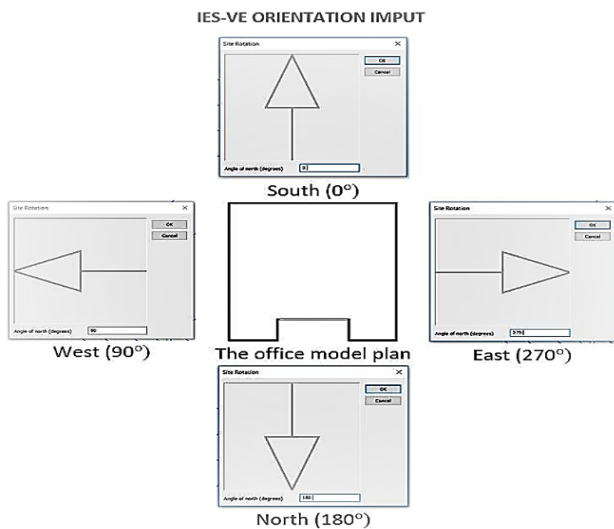 IES-VE ORIENTATION IMPUT
Site Rotation
OK
Cancel
Angle of north (degrees)
0
South (0°)
Site Rotation
OK
Cancel
Angle of north (degrees)
90
West (90°)
The office model plan
Site Rotation
OK
Cancel
Angle of north (degrees)
270
East (270°)
Site Rotation
OK
Cancel
Angle of north (degrees)
180
North (180°)